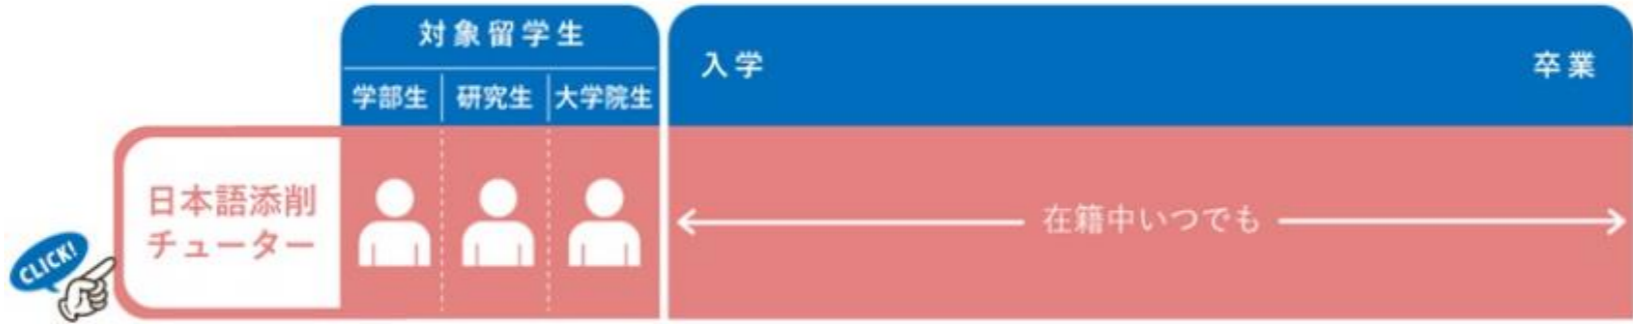 対象留学生
学部生 研究生 大学院生
入学 卒業
日本語添削
チューター
在籍中いつでも
CLICK!